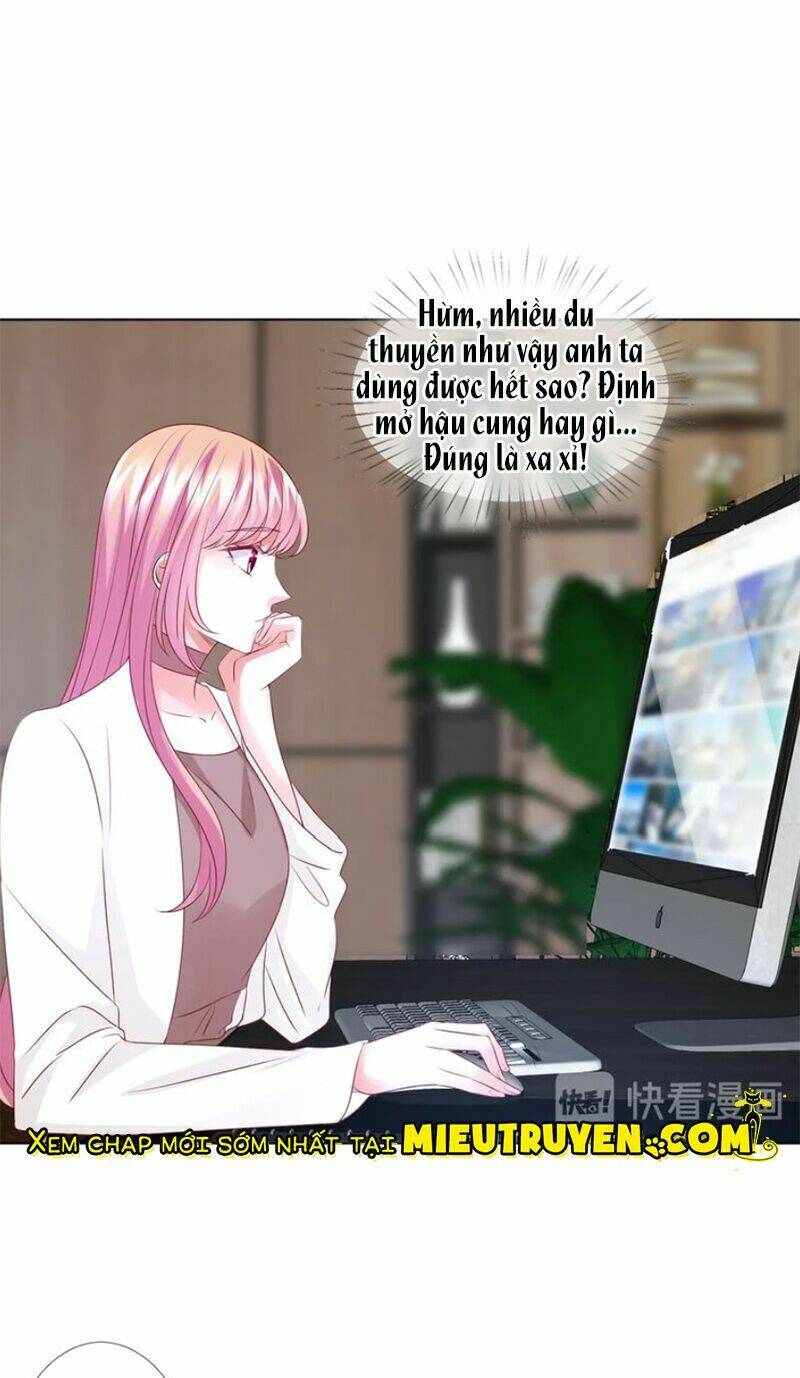 Hừm, nhiều du
thuyền như vậy anh ta
dùng được hết sao? Định
mở hậu cung hay gì...
Đúng là xa xỉ!
快看! 快看漫画
XEM CHAP MỚI SỚM NHẤT TẠI MIEUTRUYEN.COM